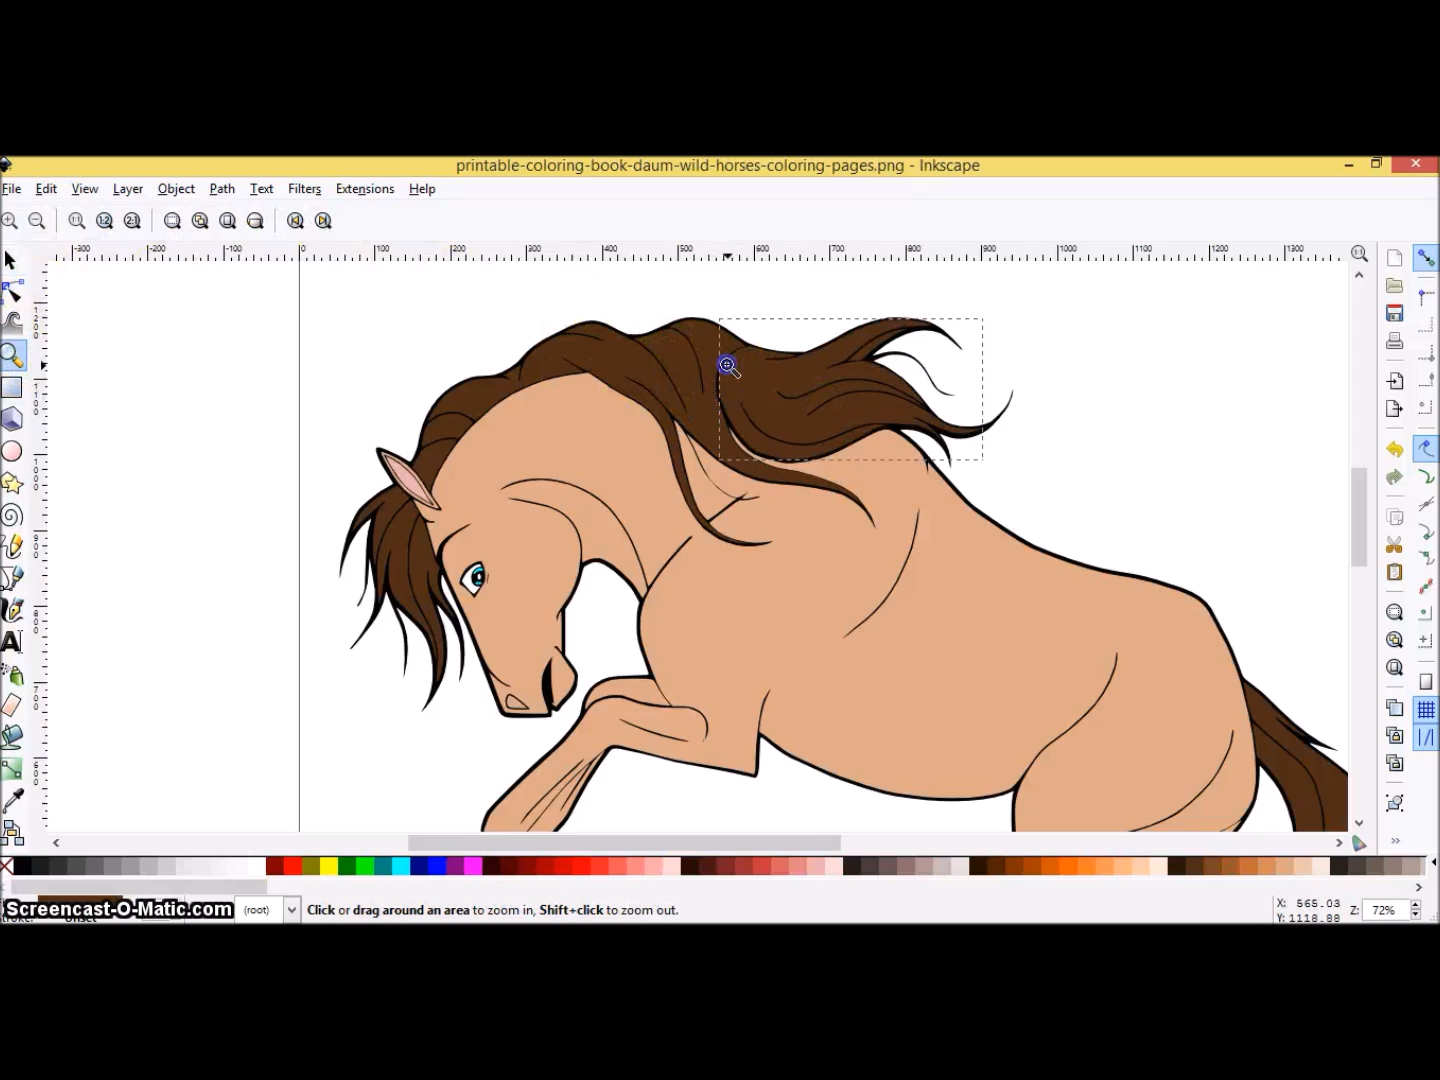 printable-coloring-book-daum-wild-horses-coloring-pages.png - Inkscape
File Edit View Layer Object Path Text Filters Extensions Help
-300 -200 -100 0 100 200 300 400 500 600 700 800 900 1000 1100 1200 1300
Screencast-O-Matic.com
(root)
Click or drag around an area to zoom in, Shift+click to zoom out.
X: 565.03
Y: 1118.88
Z: 72%